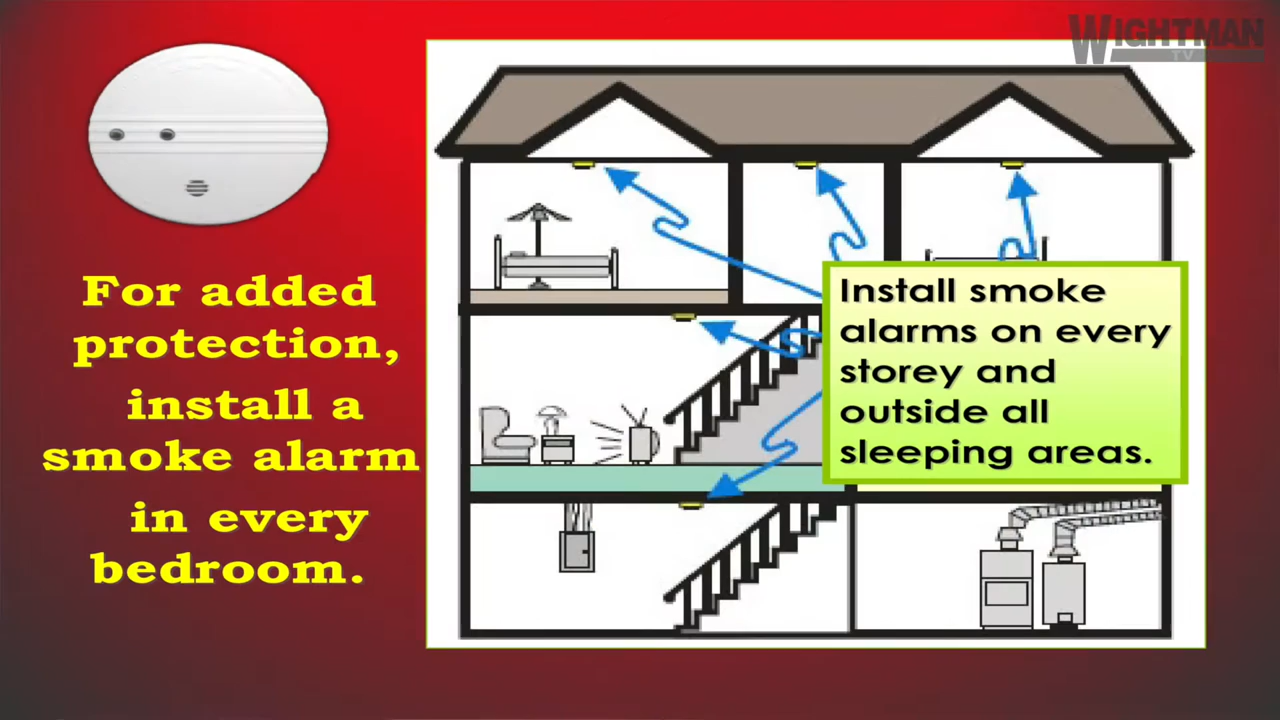 WIGHTMAN
TV
For added
protection,
install a
smoke alarm
in every
bedroom.
Install smoke
alarms on every
storey and
outside all
sleeping areas.